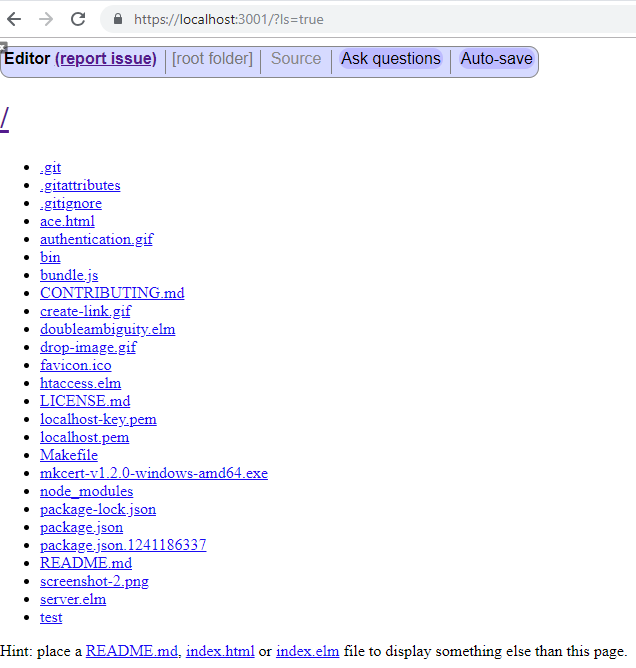 https://localhost:3001/?ls=true
Editor (report issue) [root folder] Source Ask questions Auto-save
/
.git
.gitattributes
.gitignore
ace.html
authentication.gif
bin
bundle.js
CONTRIBUTING.md
create-link.gif
doubleambiguity.elm
drop-image.gif
favicon.ico
htaccess.elm
LICENSE.md
localhost-key.pem
localhost.pem
Makefile
mkcert-v1.2.0-windows-amd64.exe
node_modules
package-lock.json
package.json
package.json.1241186337
README.md
screenshot-2.png
server.elm
test
Hint: place a README.md, index.html or index.elm file to display something else than this page.